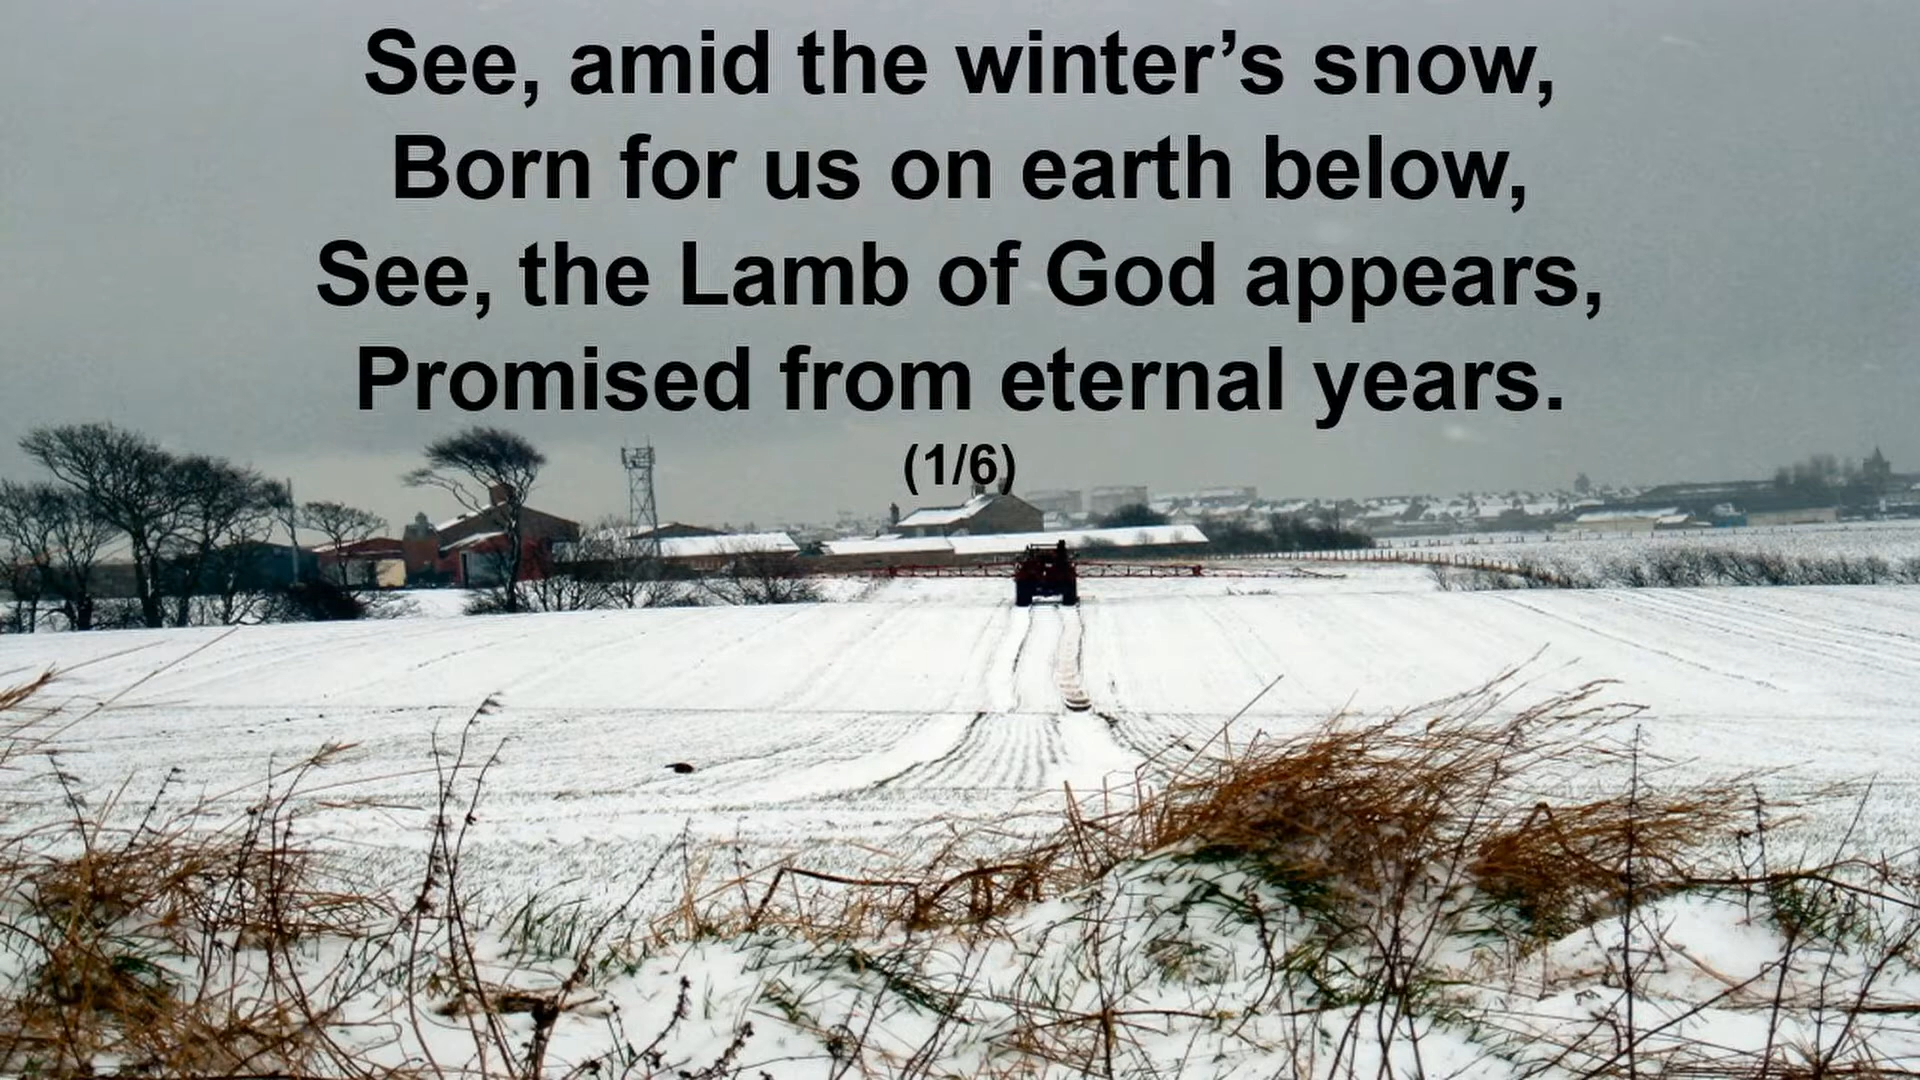 See, amid the winter’s snow,
Born for us on earth below,
See, the Lamb of God appears,
Promised from eternal years.
(1/6)